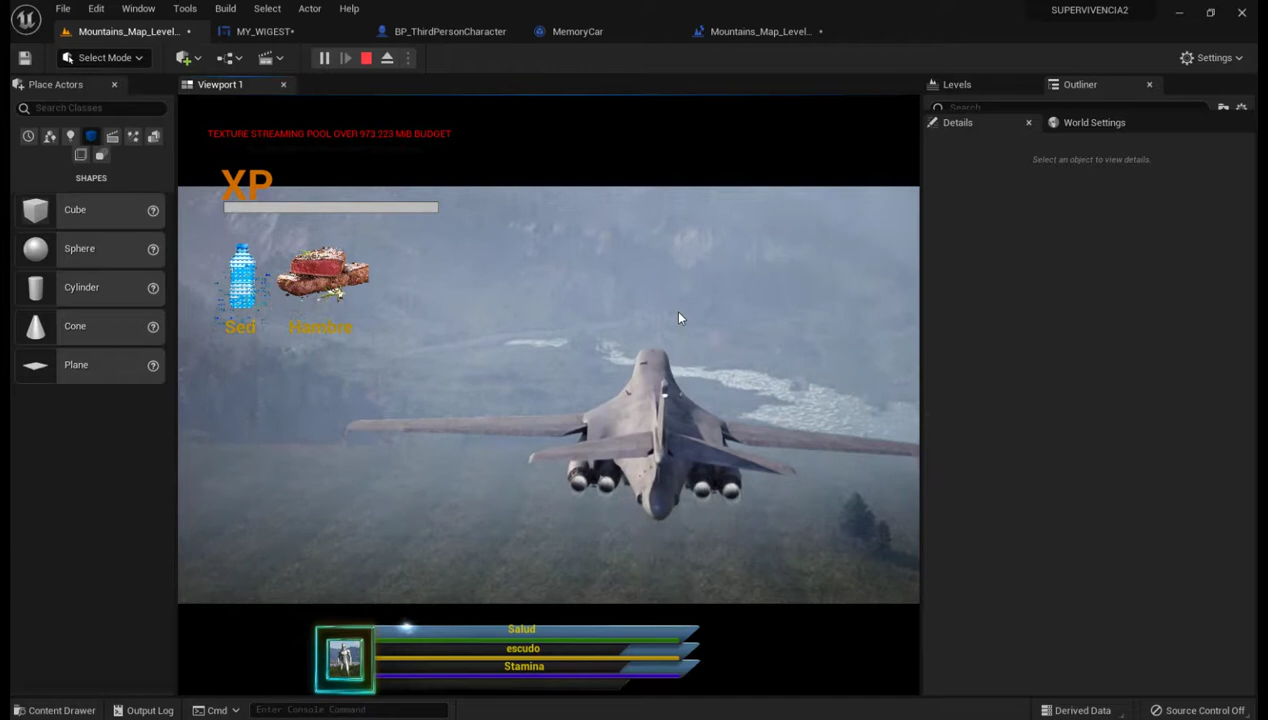 File Edit Window Tools Build Select Actor Help
SUPERVIVENCIA2
Mountains_Map_Level...
MY_WIGEST*
BP_ThirdPersonCharacter
MemoryCar
Mountains_Map_Level...
Select Mode
Settings
Place Actors
Viewport 1
Levels
Outliner
Search Classes
Search
Details
World Settings
Select an object to view details.
SHAPES
Cube
Sphere
Cylinder
Cone
Plane
TEXTURE STREAMING POOL OVER 973.223 MiB BUDGET
XP
Sed
Hambre
Salud
escudo
Stamina
Content Drawer
Output Log
Cmd
Enter Console Command
Derived Data
Source Control Off